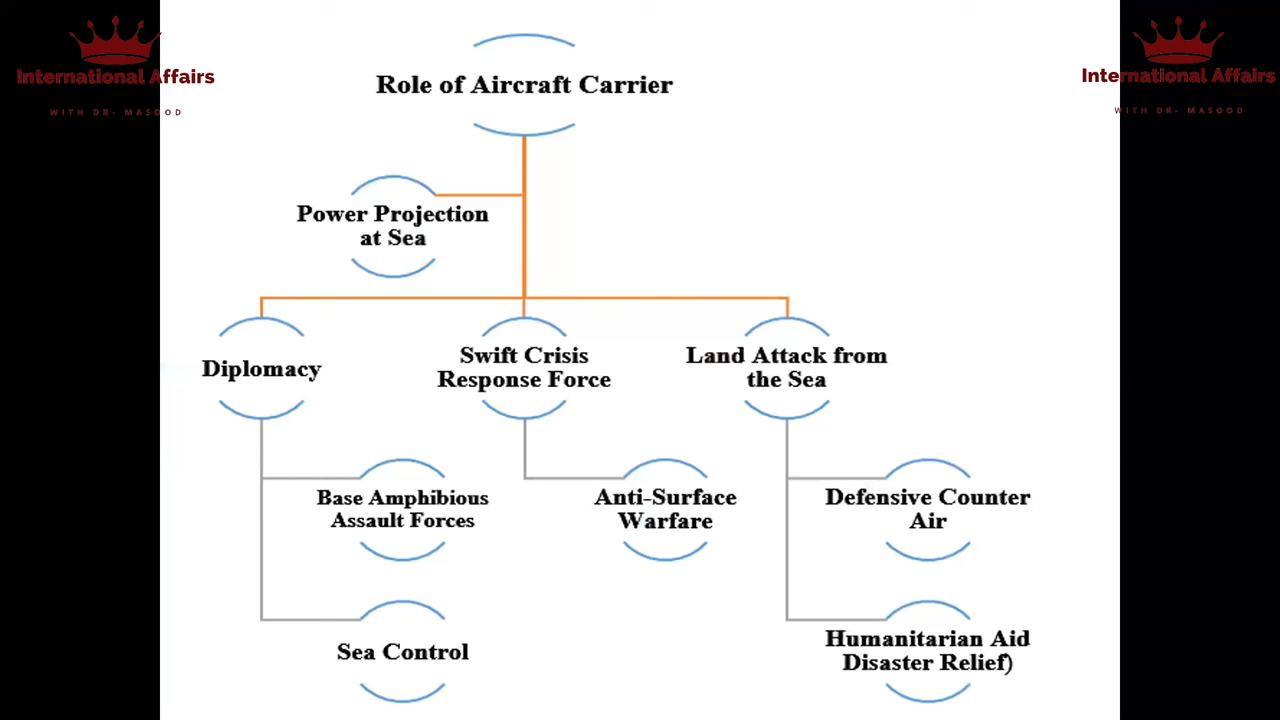 International Affairs
WITH DR- MASOOD
International Affairs
WITH DR- MASOOD
Role of Aircraft Carrier
Power Projection
at Sea
Diplomacy
Swift Crisis
Response Force
Land Attack from
the Sea
Base Amphibious
Assault Forces
Anti-Surface
Warfare
Defensive Counter
Air
Sea Control
Humanitarian Aid
Disaster Relief)